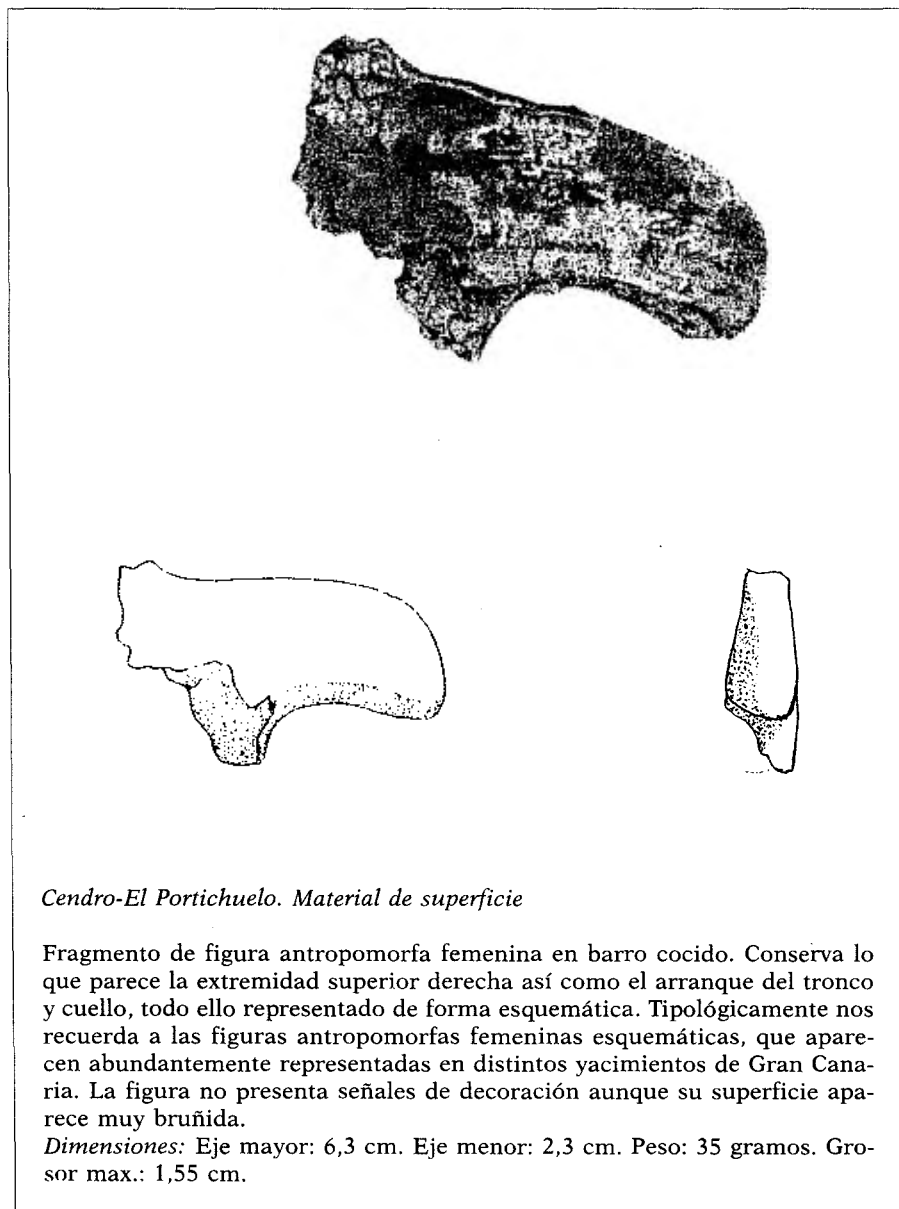 Cendro-El Portichuelo. Material de superficie
Fragmento de figura antropomorfa femenina en barro cocido. Conserva lo
que parece la extremidad superior derecha así como el arranque del tronco
y cuello, todo ello representado de forma esquemática. Tipológicamente nos
recuerda a las figuras antropomorfas femeninas esquemáticas, que apare-
cen abundantemente representadas en distintos yacimientos de Gran Cana-
ria. La figura no presenta señales de decoración aunque su superficie apa-
rece muy bruñida.
Dimensiones: Eje mayor: 6,3 cm. Eje menor: 2,3 cm. Peso: 35 gramos. Gro-
sor max.: 1,55 cm.